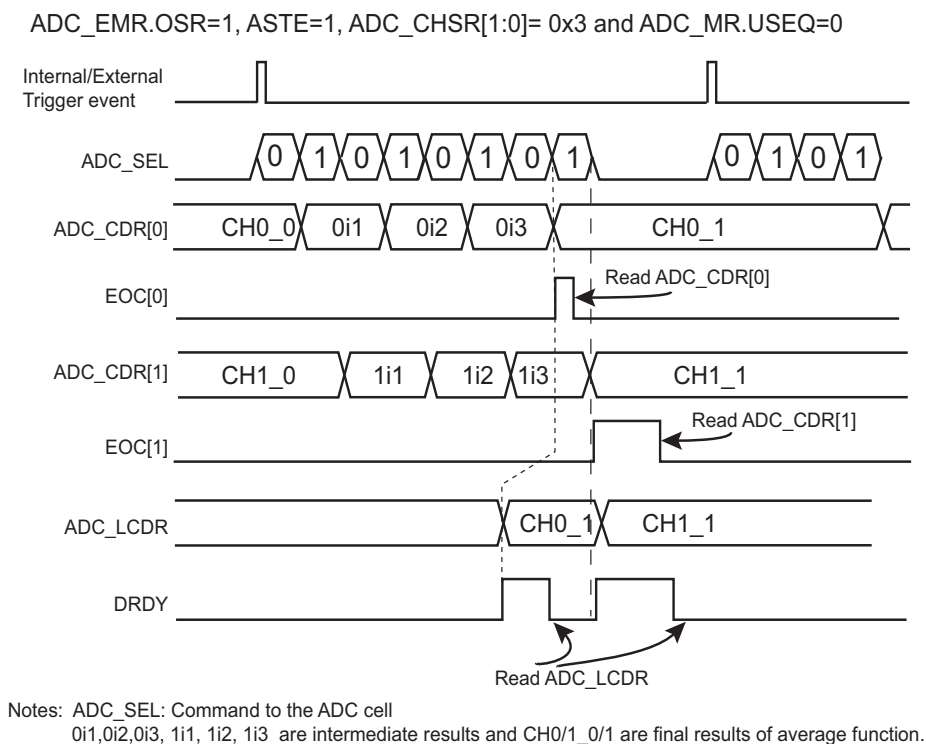 ADC_EMR.OSR=1, ASTE=1, ADC_CHSR[1:0]= 0x3 and ADC_MR.USEQ=0
Internal/External
Trigger event
ADC_SEL 0 1 0 1 0 1 0 1 0 1 0 1
ADC_CDR[0] CH0_0 0i1 0i2 0i3 CH0_1
EOC[0] Read ADC_CDR[0]
ADC_CDR[1] CH1_0 1i1 1i2 1i3 CH1_1
EOC[1] Read ADC_CDR[1]
ADC_LCDR CH0_1 CH1_1
DRDY
Read ADC_LCDR
Notes: ADC_SEL: Command to the ADC cell
0i1,0i2,0i3, 1i1, 1i2, 1i3 are intermediate results and CH0/1_0/1 are final results of average function.